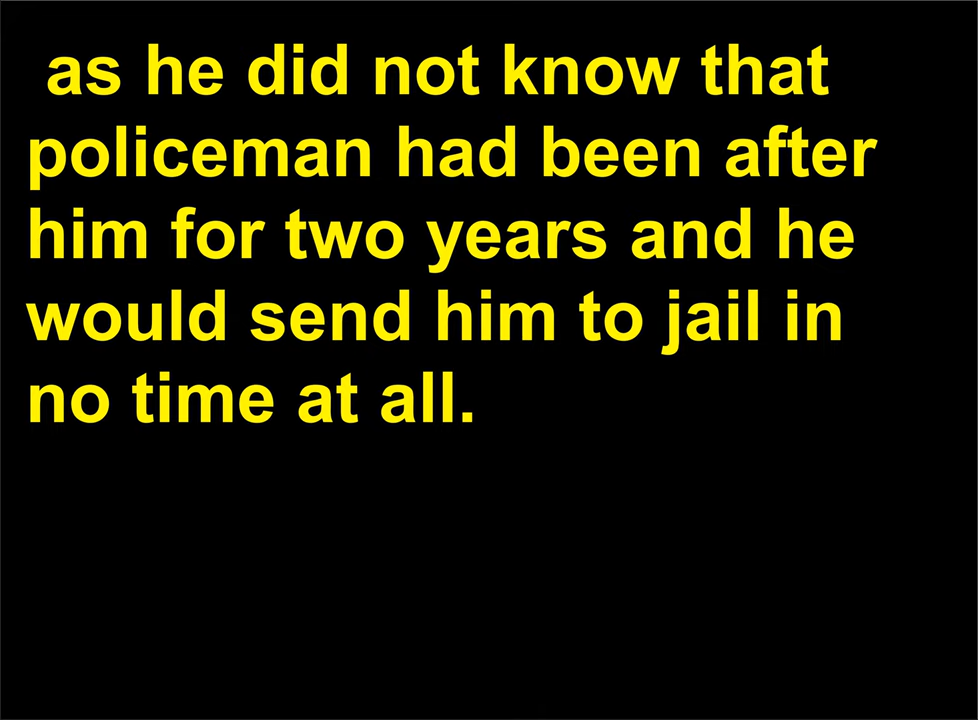 as he did not know that
policeman had been after
him for two years and he
would send him to jail in
no time at all.